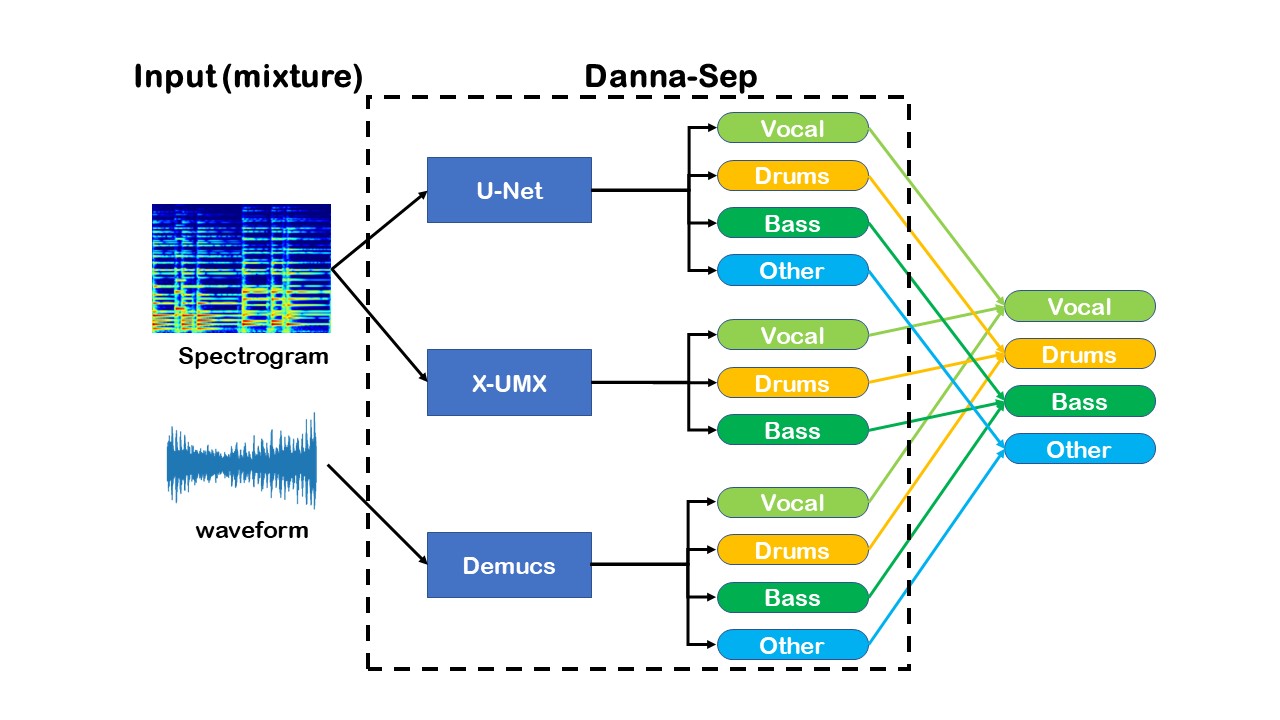 Input (mixture)
Danna-Sep
Spectrogram
waveform
U-Net
X-UMX
Demucs
Vocal
Drums
Bass
Other
Vocal
Drums
Bass
Vocal
Drums
Bass
Other
Vocal
Drums
Bass
Other